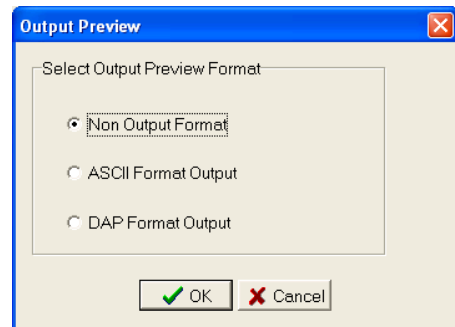 Output Preview
Select Output Preview Format
Non Output Format
ASCII Format Output
DAP Format Output
OK Cancel